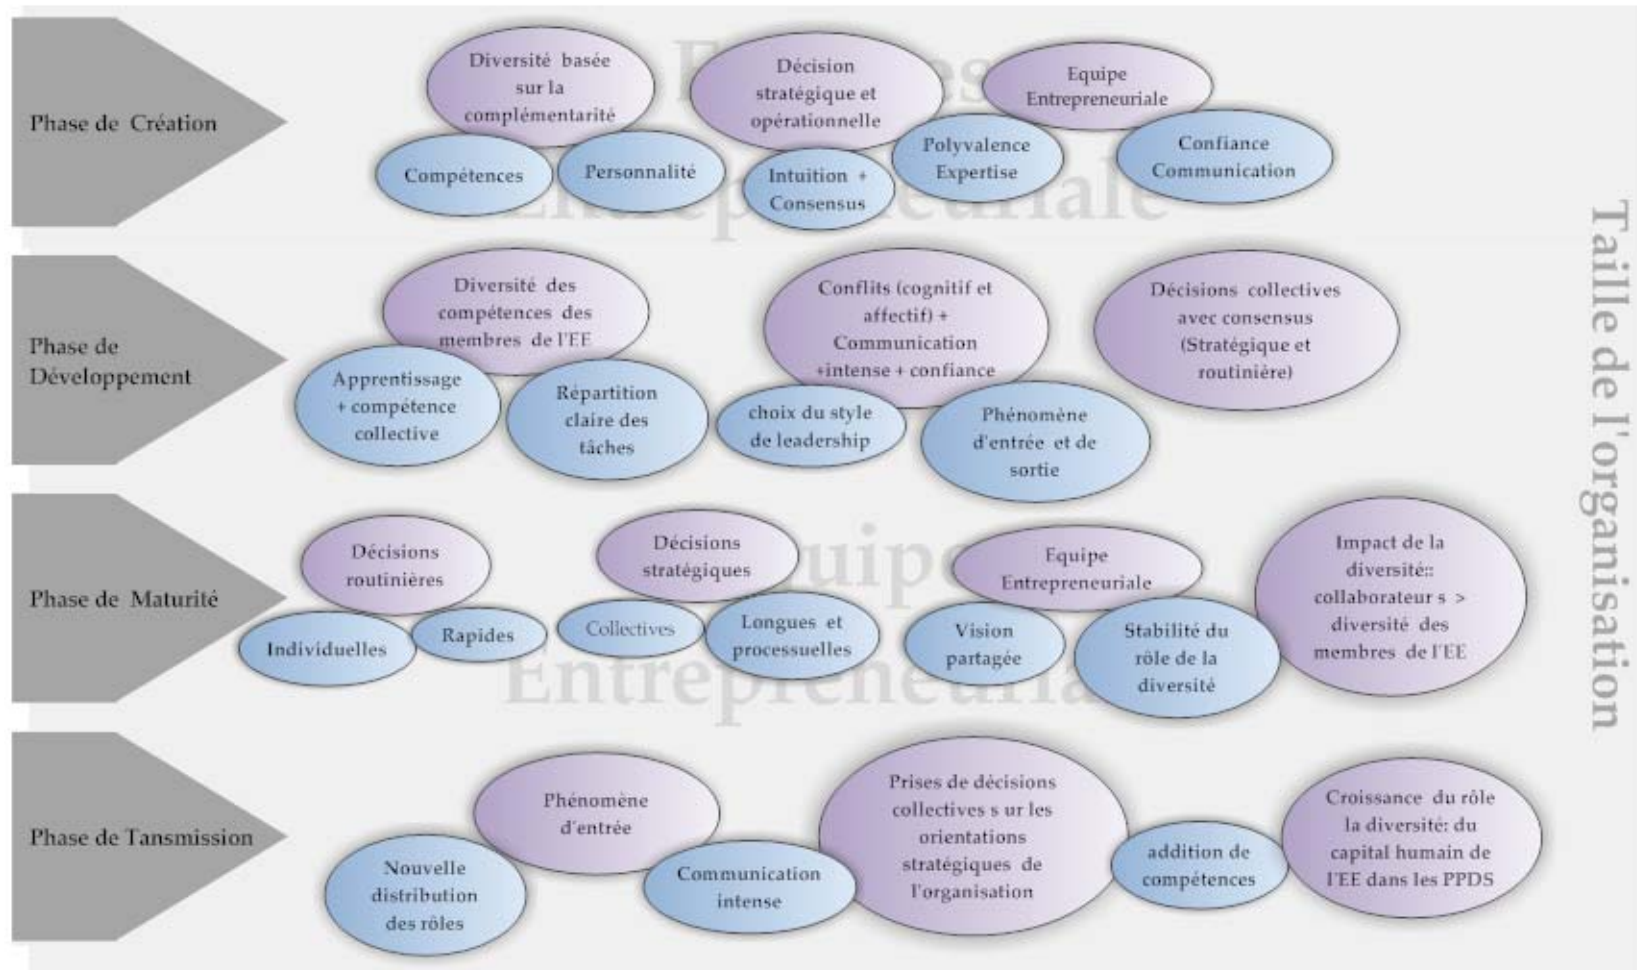 Phase de Création
Diversité basée
sur la
complémentarité
Compétences
Personnalité
Décision
stratégique et
opérationnelle
Intuition +
Consensus
Equipe
Entrepreneuriale
Polyvalence
Expertise
Confiance
Communication
Phase de
Développement
Diversité des
compétences des
membres de l'EE
Apprentissage
+ compétence
collective
Répartition
claire des
tâches
Conflits (cognitif et
affectif) +
Communication
+intense + confiance
choix du style
de leadership
Phénomène
d'entrée et de
sortie
Décisions collectives
avec consensus
(Stratégique et
routinière)
Phase de Maturité
Décisions
routinières
Individuelles
Rapides
Décisions
stratégiques
Collectives
Longues et
processuelles
Equipe
Entrepreneuriale
Vision
partagée
Stabilité du
rôle de la
diversité
Impact de la
diversité::
collaborateur s >
diversité des
membres de l'EE
Phase de Tansmission
Phénomène
d'entrée
Nouvelle
distribution
des rôles
Communication
intense
Prises de décisions
collectives s ur les
orientations
stratégiques de
l'organisation
addition de
compétences
Croissance du rôle
la diversité: du
capital humain de
l'EE dans les PPDS
Taille de l'organisation